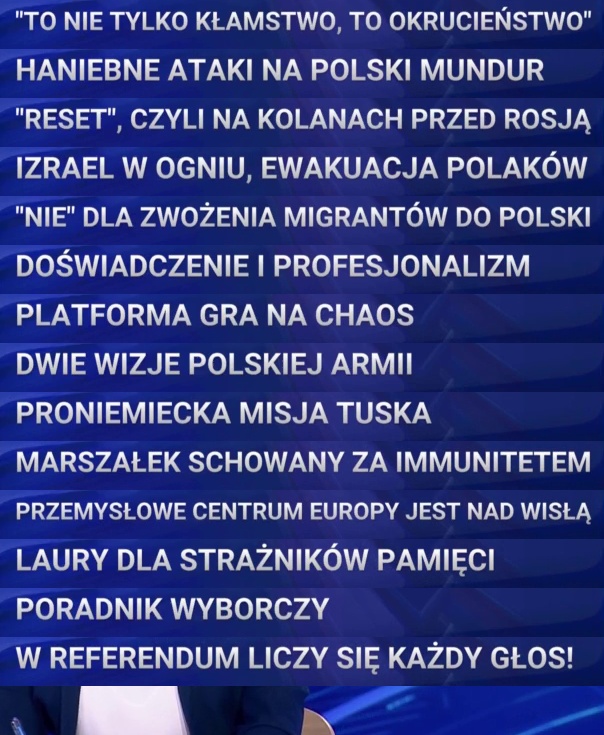 "TO NIE TYLKO KŁAMSTWO, TO OKRUCIEŃSTWO"
HANIEBNE ATAKI NA POLSKI MUNDUR
"RESET", CZYLI NA KOLANACH PRZED ROSJĄ
IZRAEL W OGNIU, EWAKUACJA POLAKÓW
"NIE" DLA ZWOŻENIA MIGRANTÓW DO POLSKI
DOŚWIADCZENIE I PROFESJONALIZM
PLATFORMA GRA NA CHAOS
DWIE WIZJE POLSKIEJ ARMII
PRONIEMIECKA MISJA TUSKA
MARSZAŁEK SCHOWANY ZA IMMUNITETEM
PRZEMYSŁOWE CENTRUM EUROPY JEST NAD WISŁĄ
LAURY DLA STRAŻNIKÓW PAMIĘCI
PORADNIK WYBORCZY
W REFERENDUM LICZY SIĘ KAŻDY GŁOS!